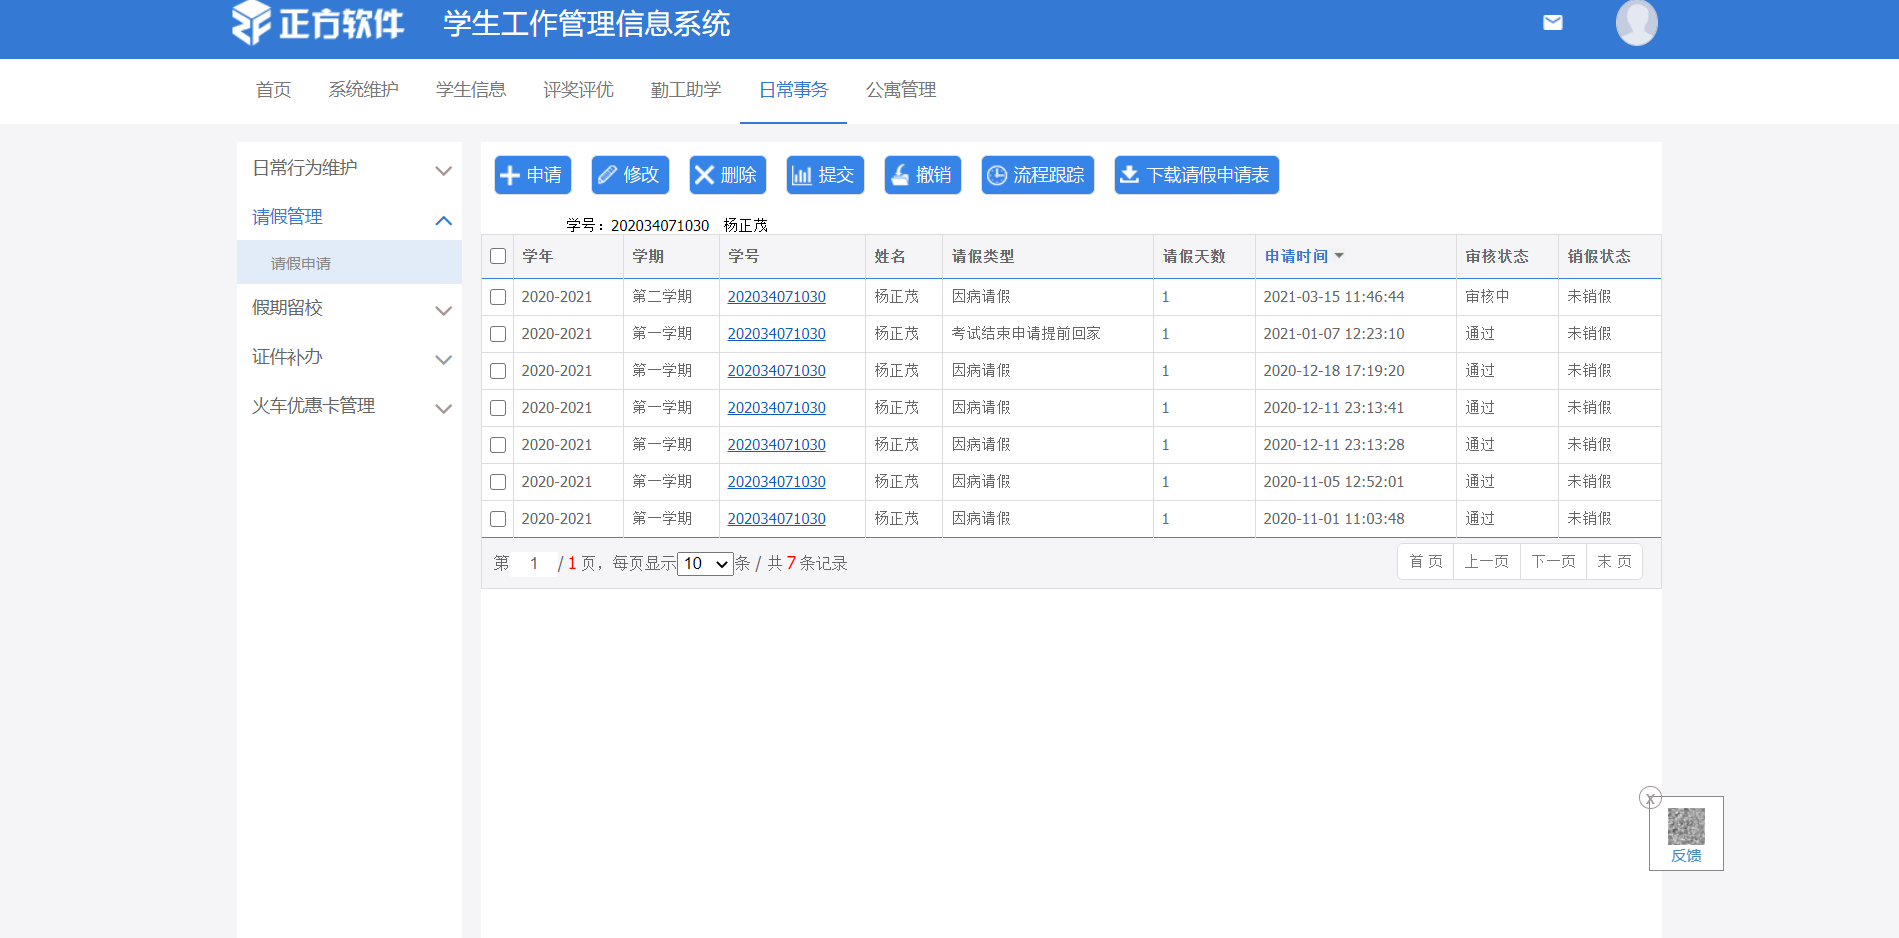 正方软件 学生工作管理信息系统
首页 系统维护 学生信息 评奖评优 勤工助学 日常事务 公寓管理
日常行为维护
请假管理
请假申请
假期留校
证件补办
火车优惠卡管理
申请 修改 删除 提交 撤销 流程跟踪 下载请假申请表
学号：202034071030 杨正茂
学年 学期 学号 姓名 请假类型 请假天数 申请时间 审核状态 销假状态
2020-2021 第二学期 202034071030 杨正茂 因病请假 1 2021-03-15 11:46:44 审核中 未销假
2020-2021 第一学期 202034071030 杨正茂 考试结束申请提前回家 1 2021-01-07 12:23:10 通过 未销假
2020-2021 第一学期 202034071030 杨正茂 因病请假 1 2020-12-18 17:19:20 通过 未销假
2020-2021 第一学期 202034071030 杨正茂 因病请假 1 2020-12-11 23:13:41 通过 未销假
2020-2021 第一学期 202034071030 杨正茂 因病请假 1 2020-12-11 23:13:28 通过 未销假
2020-2021 第一学期 202034071030 杨正茂 因病请假 1 2020-11-05 12:52:01 通过 未销假
2020-2021 第一学期 202034071030 杨正茂 因病请假 1 2020-11-01 11:03:48 通过 未销假
第 1 / 1 页，每页显示 10 条 / 共 7 条记录 首 页 上一页 下一页 末 页
x
反馈